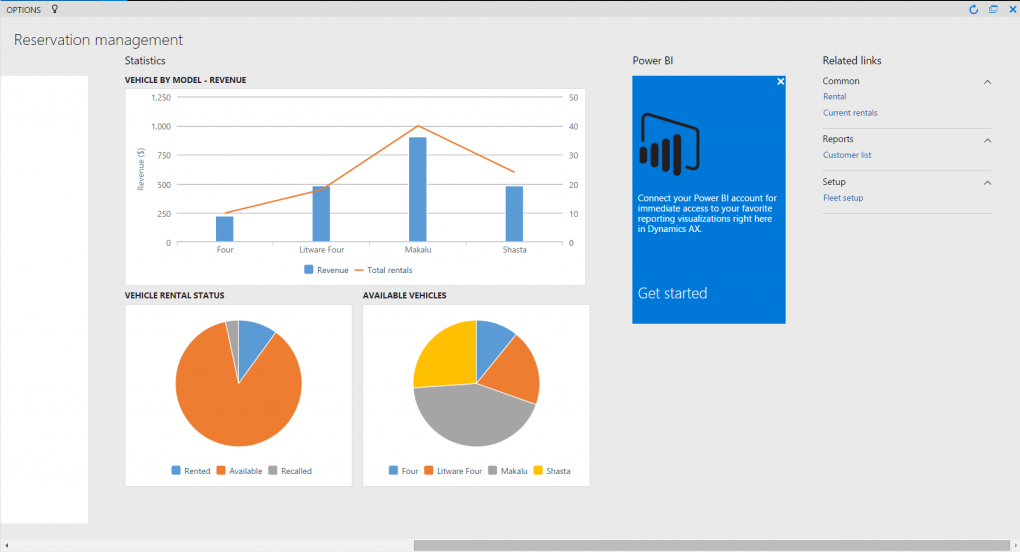 OPTIONS
Reservation management
Statistics
VEHICLE BY MODEL - REVENUE
1,250
1,000
750
500
250
0
Revenue ($)
50
40
30
20
10
0
Four
Litware Four
Makalu
Shasta
Revenue
Total rentals
VEHICLE RENTAL STATUS
Rented
Available
Recalled
AVAILABLE VEHICLES
Four
Litware Four
Makalu
Shasta
Power BI
Connect your Power BI account for
immediate access to your favorite
reporting visualizations right here
in Dynamics AX.
Get started
Related links
Common
Rental
Current rentals
Reports
Customer list
Setup
Fleet setup